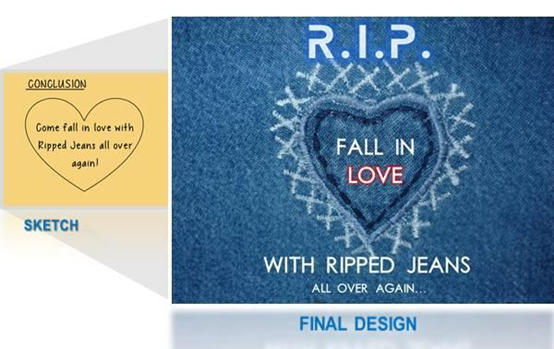 CONCLUSION
Come fall in love with
Ripped Jeans all over
again!
SKETCH
R.I.P.
FALL IN
LOVE
WITH RIPPED JEANS
ALL OVER AGAIN...
FINAL DESIGN